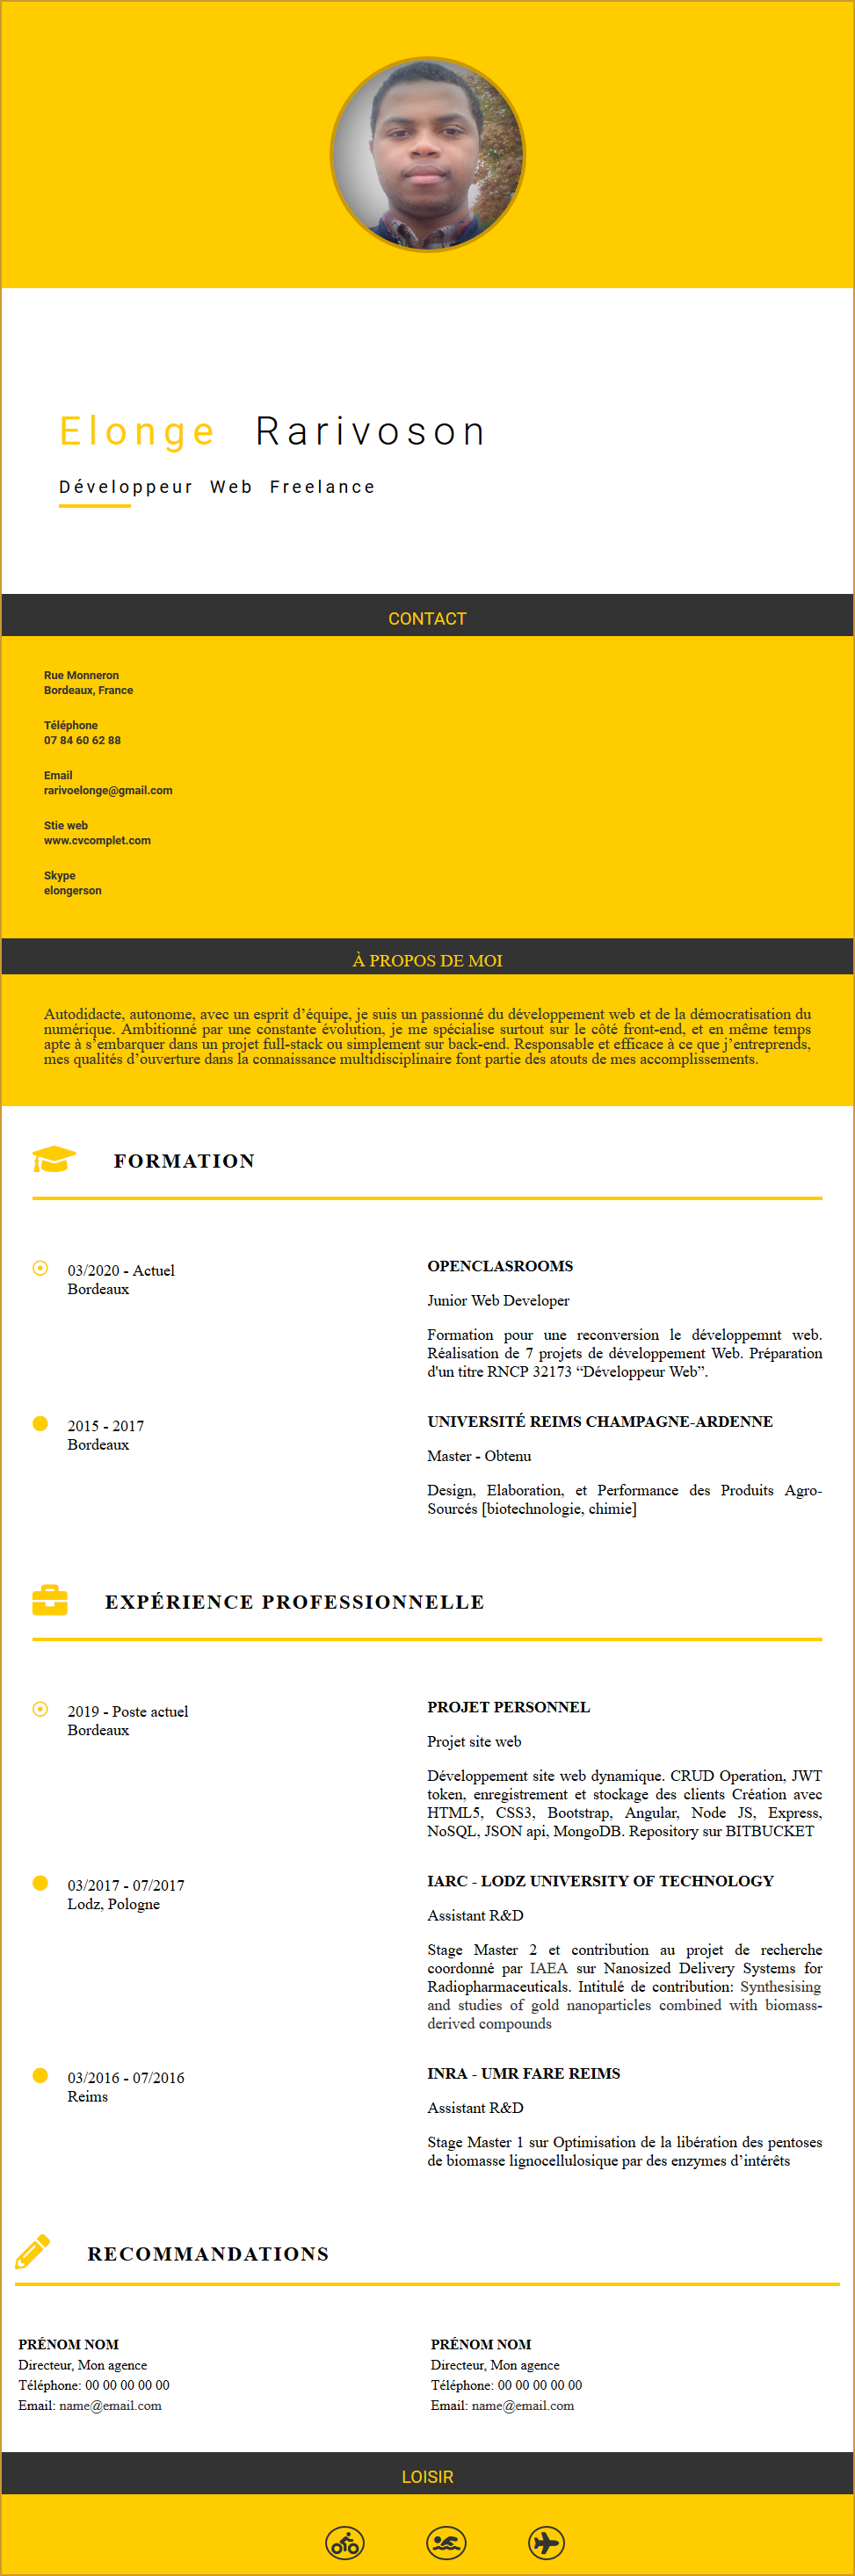 Elonge Rarivoson
Développeur Web Freelance
CONTACT
Rue Monneron
Bordeaux, France
Téléphone
07 84 60 62 88
Email
rarivoelonge@gmail.com
Stie web
www.cvcomplet.com
Skype
elongerson
À PROPOS DE MOI
Autodidacte, autonome, avec un esprit d’équipe, je suis un passionné du développement web et de la démocratisation du
numérique. Ambitionné par une constante évolution, je me spécialise surtout sur le côté front-end, et en même temps
apte à s’embarquer dans un projet full-stack ou simplement sur back-end. Responsable et efficace à ce que j’entreprends,
mes qualités d’ouverture dans la connaissance multidisciplinaire font partie des atouts de mes accomplissements.
FORMATION
03/2020 - Actuel
Bordeaux
OPENCLASROOMS
Junior Web Developer
Formation pour une reconversion le développemnt web.
Réalisation de 7 projets de développement Web. Préparation
d'un titre RNCP 32173 “Développeur Web”.
2015 - 2017
Bordeaux
UNIVERSITÉ REIMS CHAMPAGNE-ARDENNE
Master - Obtenu
Design, Elaboration, et Performance des Produits Agro-
Sourcés [biotechnologie, chimie]
EXPÉRIENCE PROFESSIONNELLE
2019 - Poste actuel
Bordeaux
PROJET PERSONNEL
Projet site web
Développement site web dynamique. CRUD Operation, JWT
token, enregistrement et stockage des clients Création avec
HTML5, CSS3, Bootstrap, Angular, Node JS, Express,
NoSQL, JSON api, MongoDB. Repository sur BITBUCKET
03/2017 - 07/2017
Lodz, Pologne
IARC - LODZ UNIVERSITY OF TECHNOLOGY
Assistant R&D
Stage Master 2 et contribution au projet de recherche
coordonné par IAEA sur Nanosized Delivery Systems for
Radiopharmaceuticals. Intitulé de contribution: Synthesising
and studies of gold nanoparticles combined with biomass-
derived compounds
03/2016 - 07/2016
Reims
INRA - UMR FARE REIMS
Assistant R&D
Stage Master 1 sur Optimisation de la libération des pentoses
de biomasse lignocellulosique par des enzymes d’intérêts
RECOMMANDATIONS
PRÉNOM NOM
Directeur, Mon agence
Téléphone: 00 00 00 00 00
Email: name@email.com
PRÉNOM NOM
Directeur, Mon agence
Téléphone: 00 00 00 00 00
Email: name@email.com
LOISIR